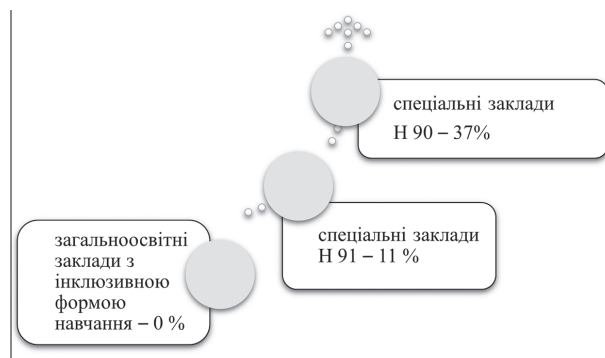 спеціальні заклади
Н 90 – 37%
спеціальні заклади
Н 91 – 11 %
загальноосвітні
заклади з
інклюзивною
формою
навчання – 0 %